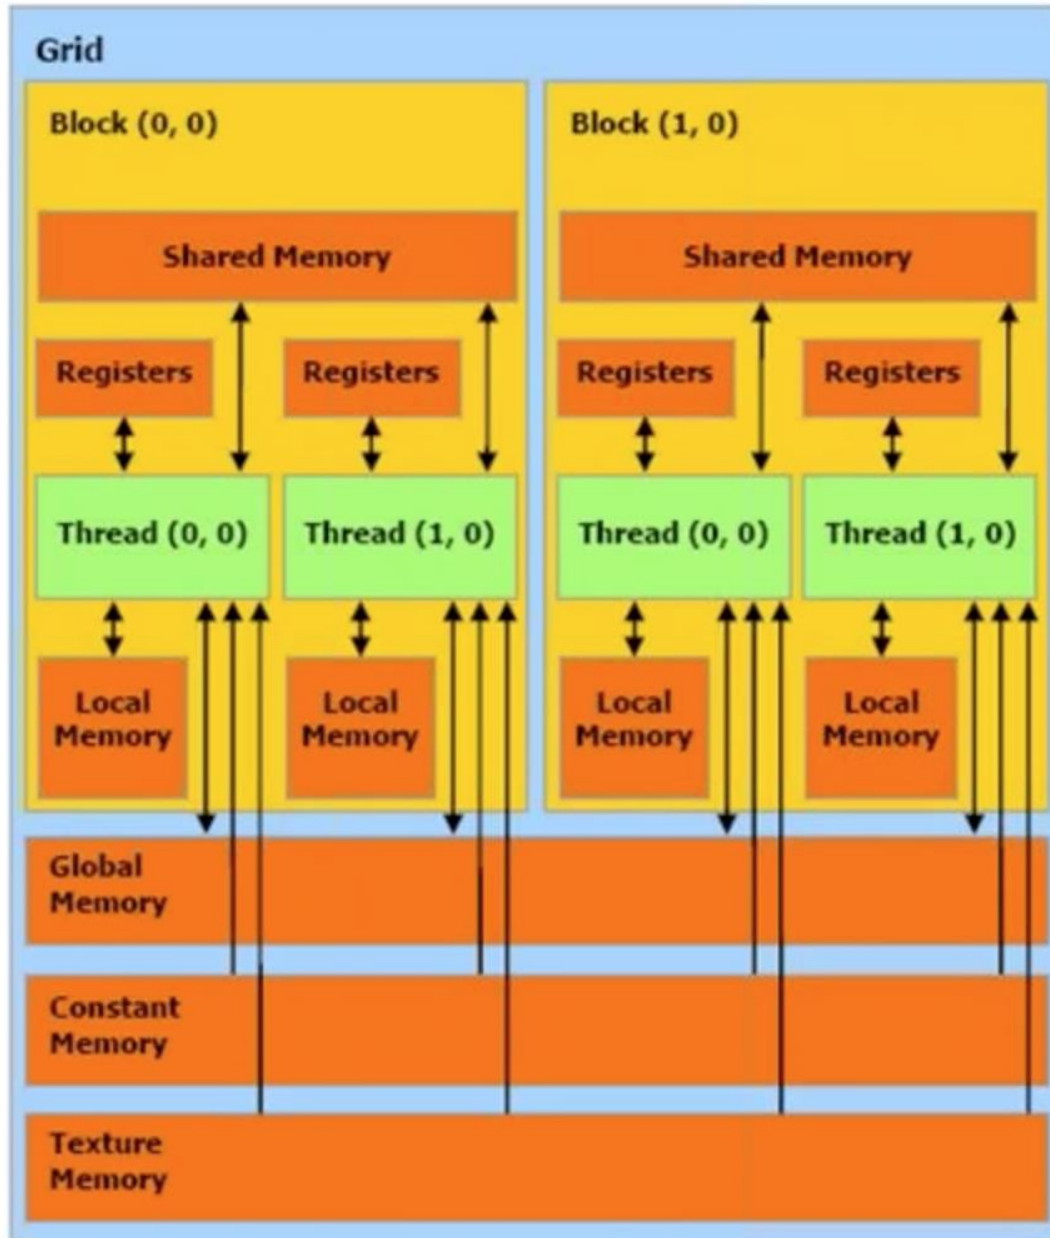 Grid
Block (0, 0)
Shared Memory
Registers
Registers
Thread (0, 0)
Thread (1, 0)
Local
Memory
Local
Memory
Block (1, 0)
Shared Memory
Registers
Registers
Thread (0, 0)
Thread (1, 0)
Local
Memory
Local
Memory
Global
Memory
Constant
Memory
Texture
Memory